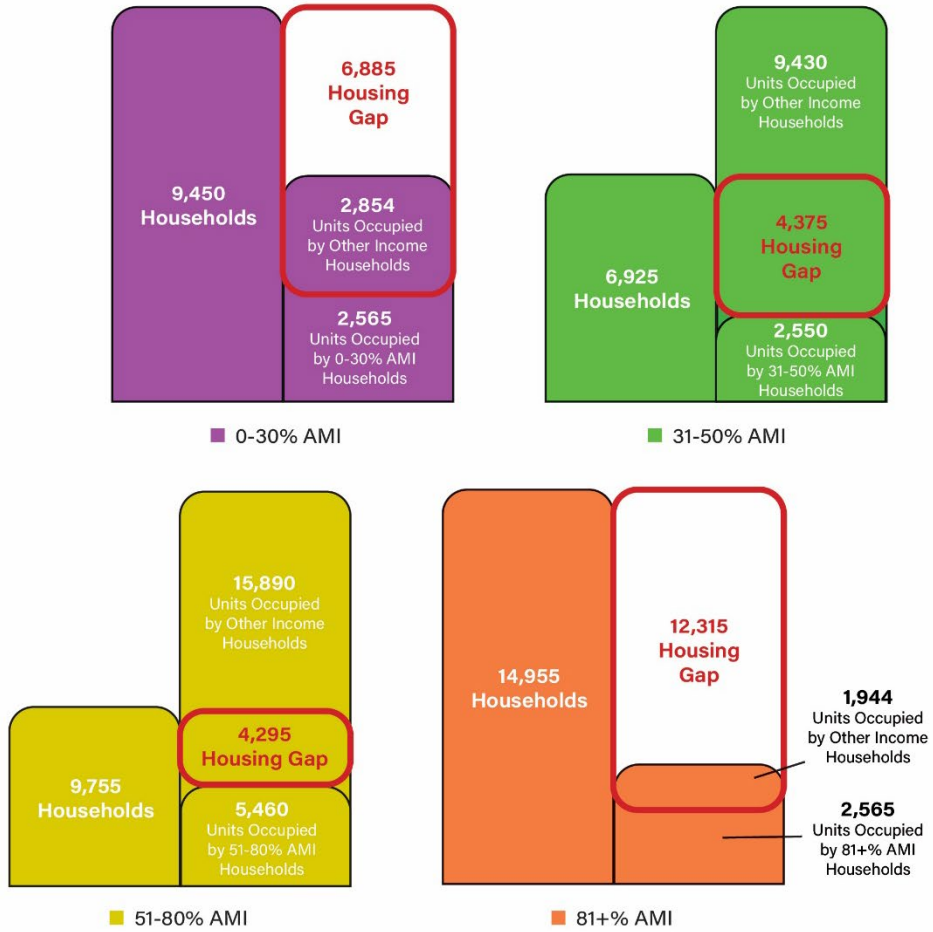 9,450
Households
6,885
Housing
Gap
2,854
Units Occupied
by Other Income
Households
2,565
Units Occupied
by 0-30% AMI
Households
0-30% AMI
6,925
Households
9,430
Units Occupied
by Other Income
Households
4,375
Housing
Gap
2,550
Units Occupied
by 31-50% AMI
Households
31-50% AMI
9,755
Households
15,890
Units Occupied
by Other Income
Households
4,295
Housing Gap
5,460
Units Occupied
by 51-80% AMI
Households
51-80% AMI
14,955
Households
12,315
Housing
Gap
1,944
Units Occupied
by Other Income
Households
2,565
Units Occupied
by 81+% AMI
Households
81+% AMI